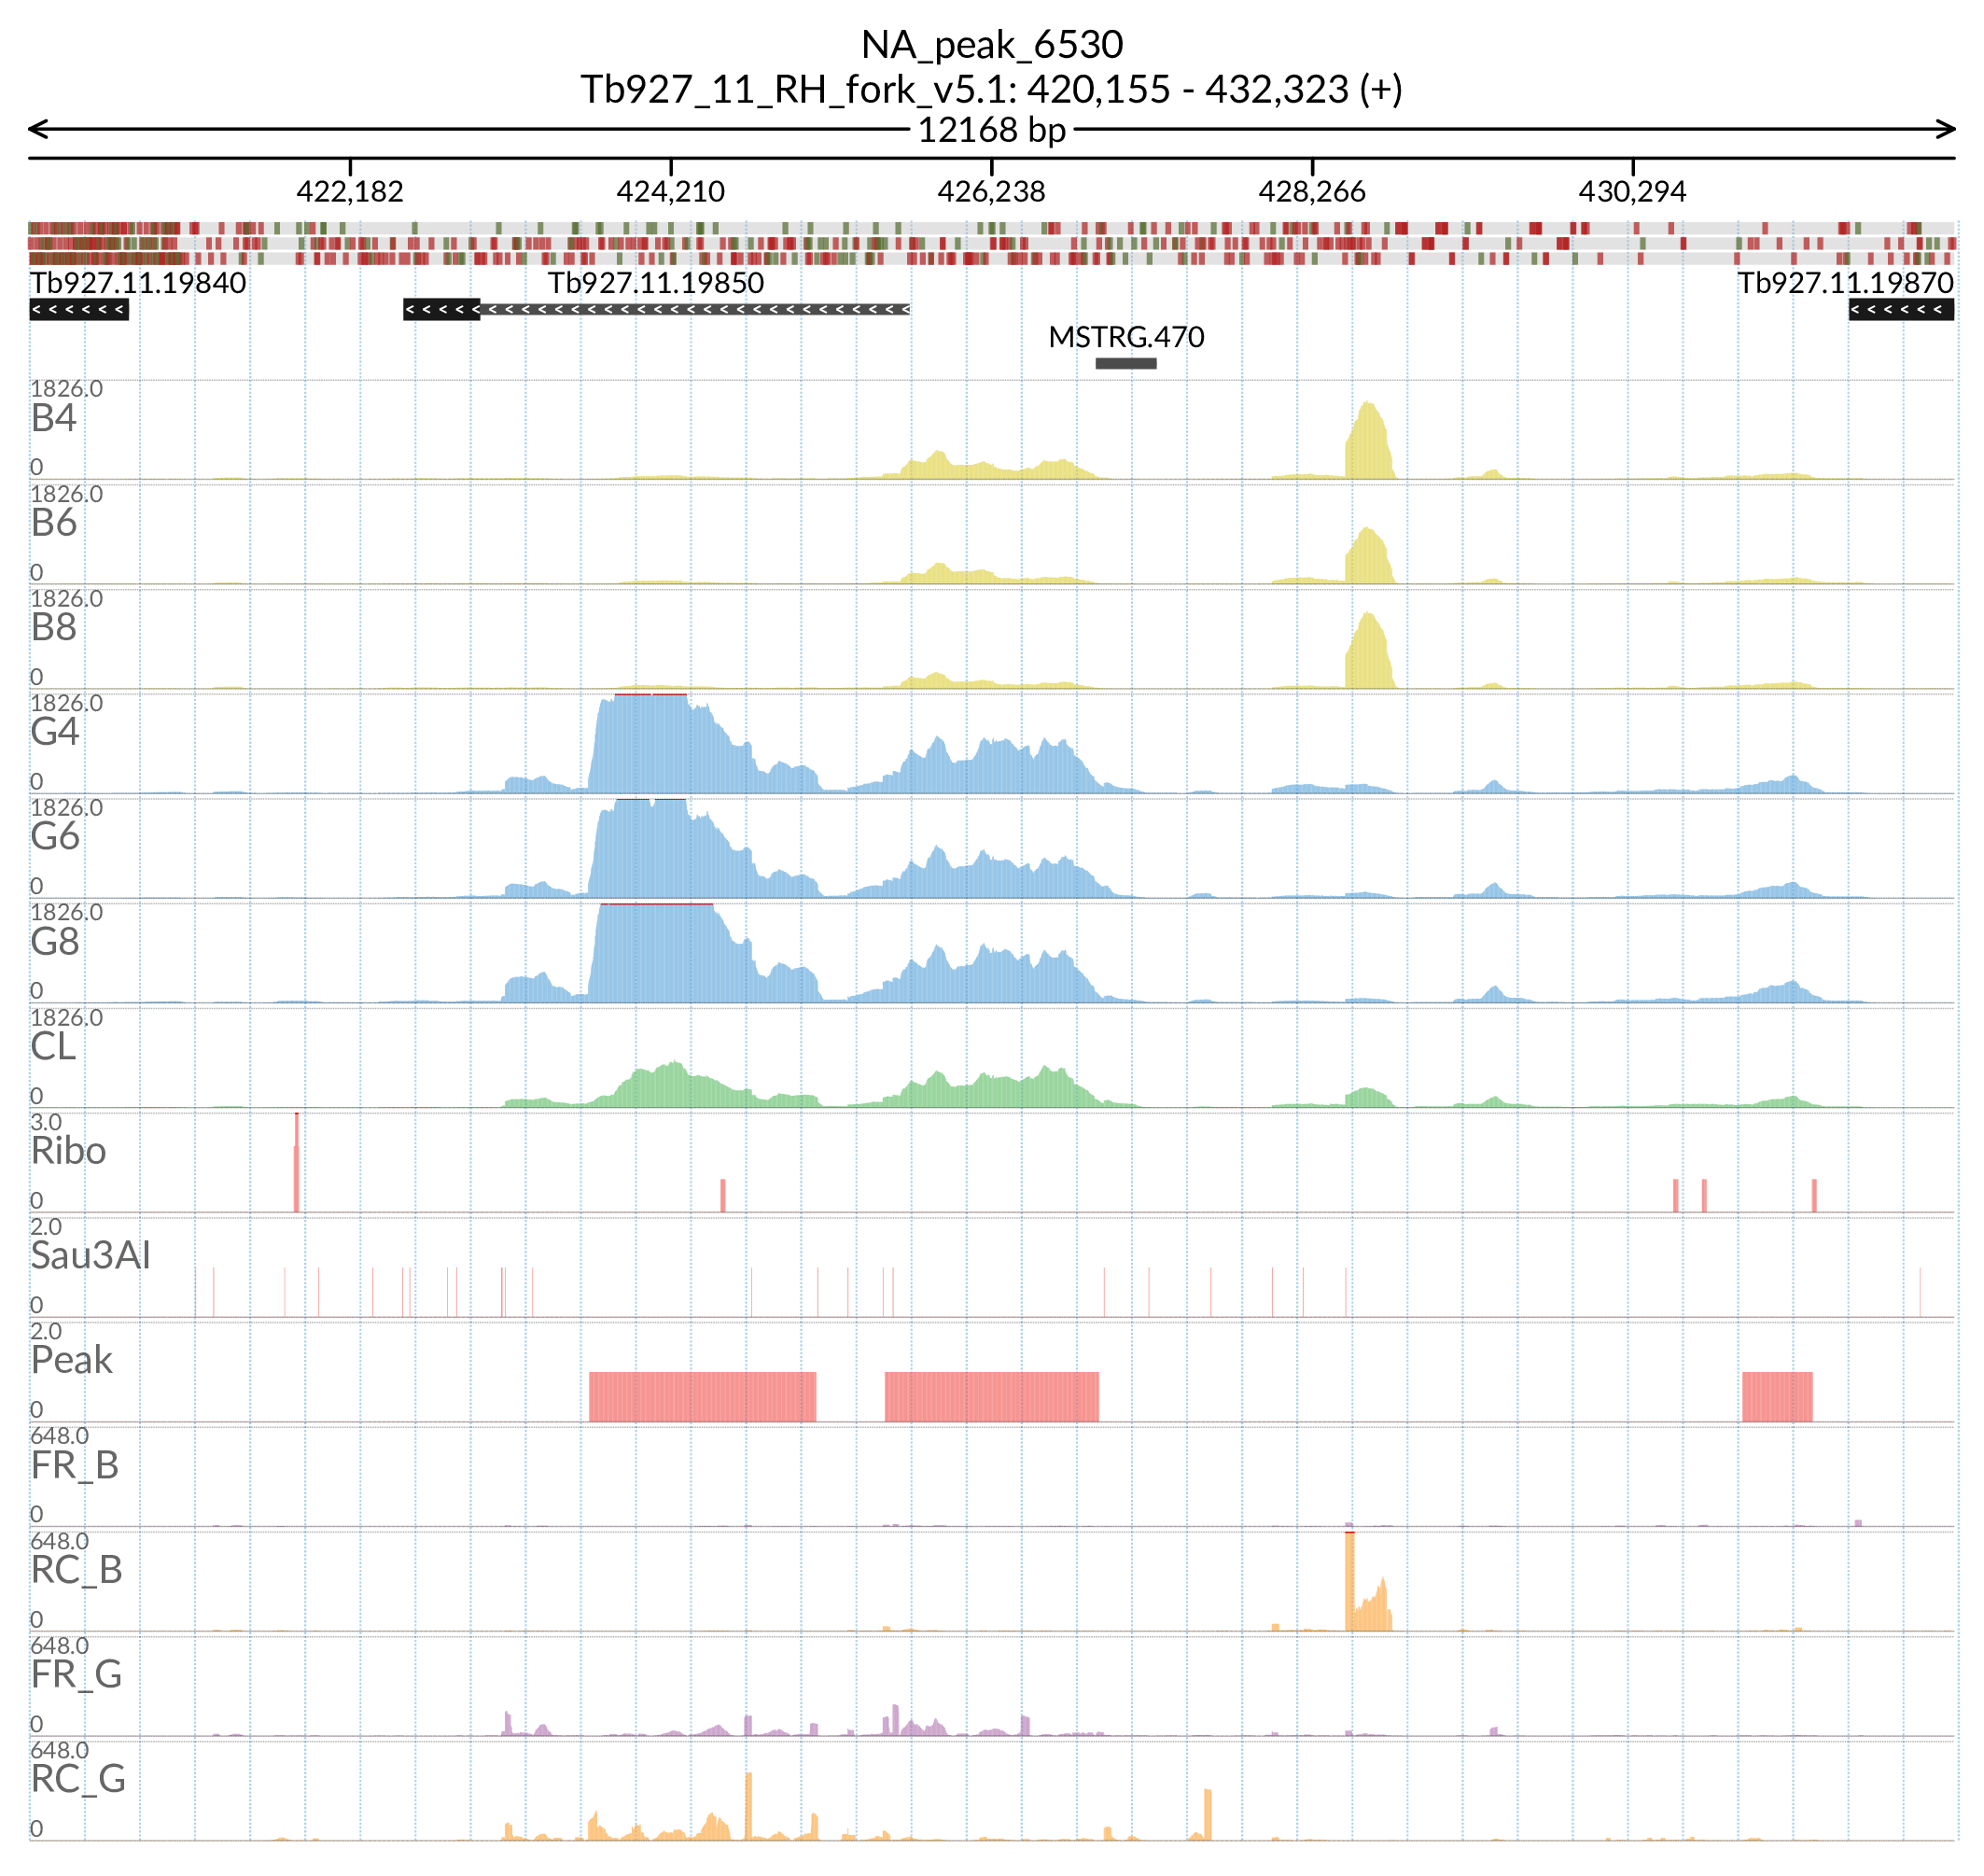 NA_peak_6530
Tb927_11_RH_fork_v5.1: 420,155 - 432,323 (+)
12168 bp
422,182 424,210 426,238 428,266 430,294
Tb927.11.19840 Tb927.11.19850 Tb927.11.19870
MSTRG.470
1826.0
B4
0
1826.0
B6
0
1826.0
B8
0
1826.0
G4
0
1826.0
G6
0
1826.0
G8
0
1826.0
CL
0
3.0
Ribo
0
2.0
Sau3AI
0
2.0
Peak
0
648.0
FR_B
0
648.0
RC_B
0
648.0
FR_G
0
648.0
RC_G
0